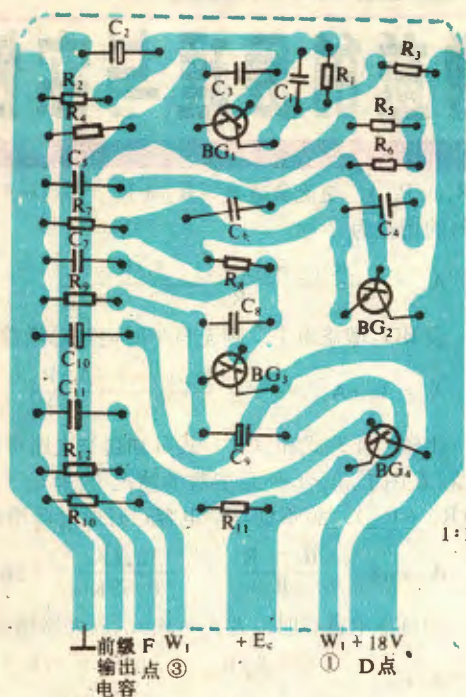 C₂
C₃
C₁
R₁
R₃
R₂
R₄
BG₁
R₅
R₆
C₅
R₇
C₄
C₇
R₈
R₉
C₈
BG₂
C₁₀
BG₃
C₁₁
C₉
BG₄
R₁₂
R₁₀
R₁₁
1:
前级 F W₁ + Ec W₁ + 18V
输出 点 ③ ① D点
电容